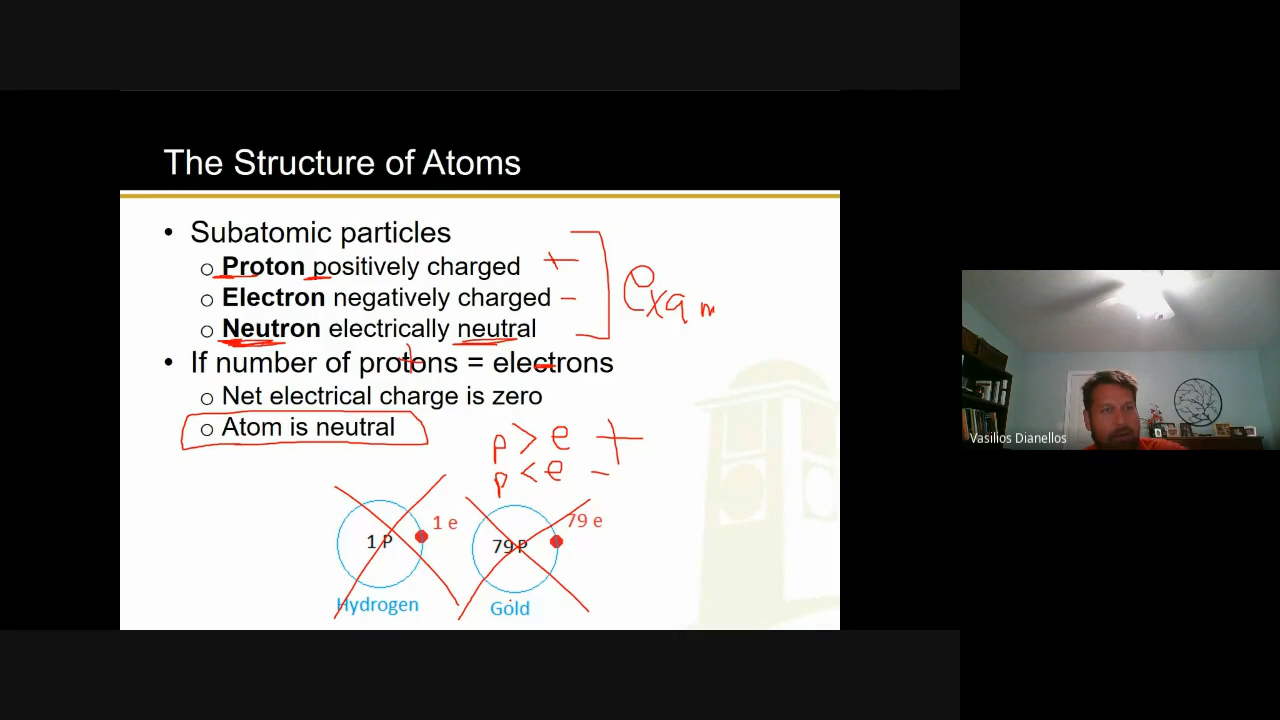 The Structure of Atoms
• Subatomic particles
○ Proton positively charged +
○ Electron negatively charged -
○ Neutron electrically neutral
exam
• If number of protons = electrons
+ -
○ Net electrical charge is zero
○ Atom is neutral
p > e +
p < e -
1 P 1 e
79 P 79 e
Hydrogen Gold
Vasilios Dianellos